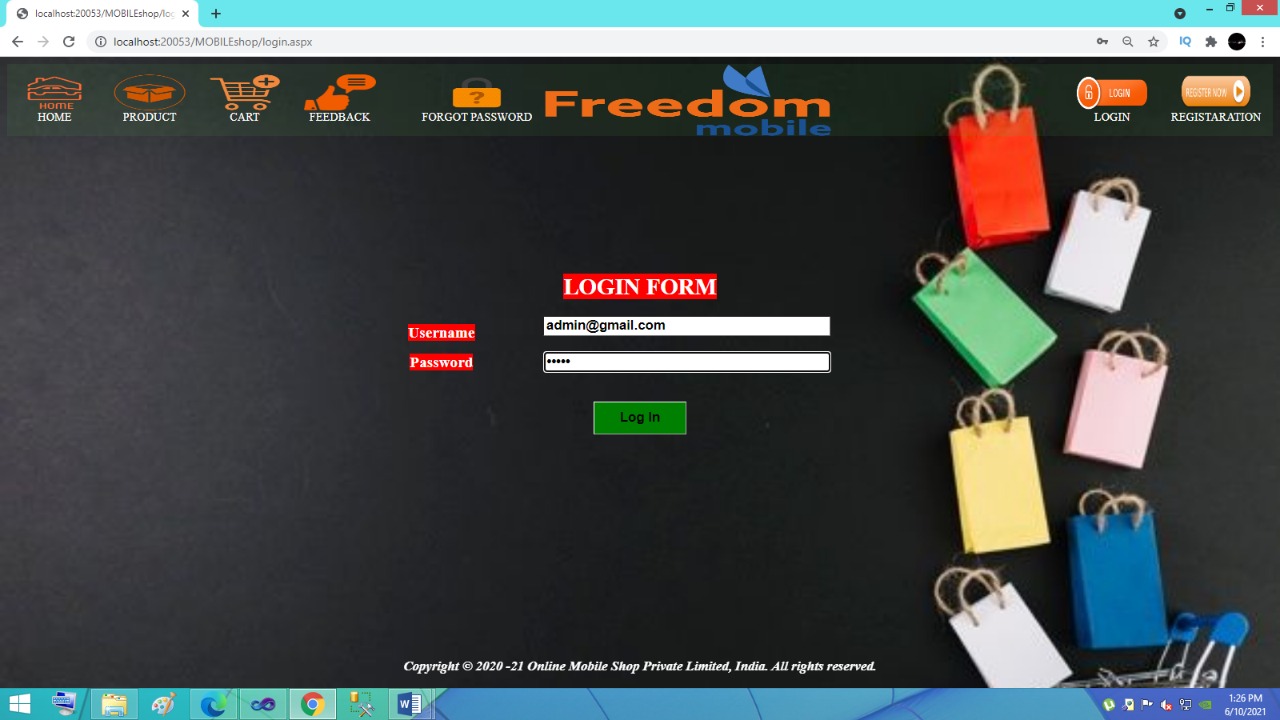 localhost:20053/MOBILEshop/log
localhost:20053/MOBILEshop/login.aspx
IQ
HOME
HOME
PRODUCT
CART
FEEDBACK
?
FORGOT PASSWORD
Freedom
mobile
LOGIN
LOGIN
REGISTER NOW
REGISTARATION
LOGIN FORM
Username
admin@gmail.com
Password
•••••
Log In
Copyright © 2020 -21 Online Mobile Shop Private Limited, India. All rights reserved.
W
1:26 PM
6/10/2021